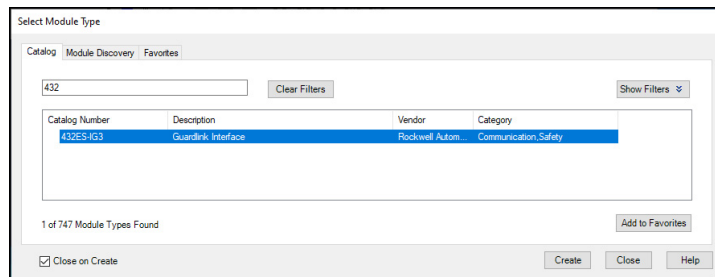 Select Module Type
Catalog Module Discovery Favorites
432 Clear Filters Show Filters
Catalog Number Description Vendor Category
432ES-IG3 Guardlink Interface Rockwell Autom... Communication,Safety
1 of 747 Module Types Found Add to Favorites
Close on Create Create Close Help